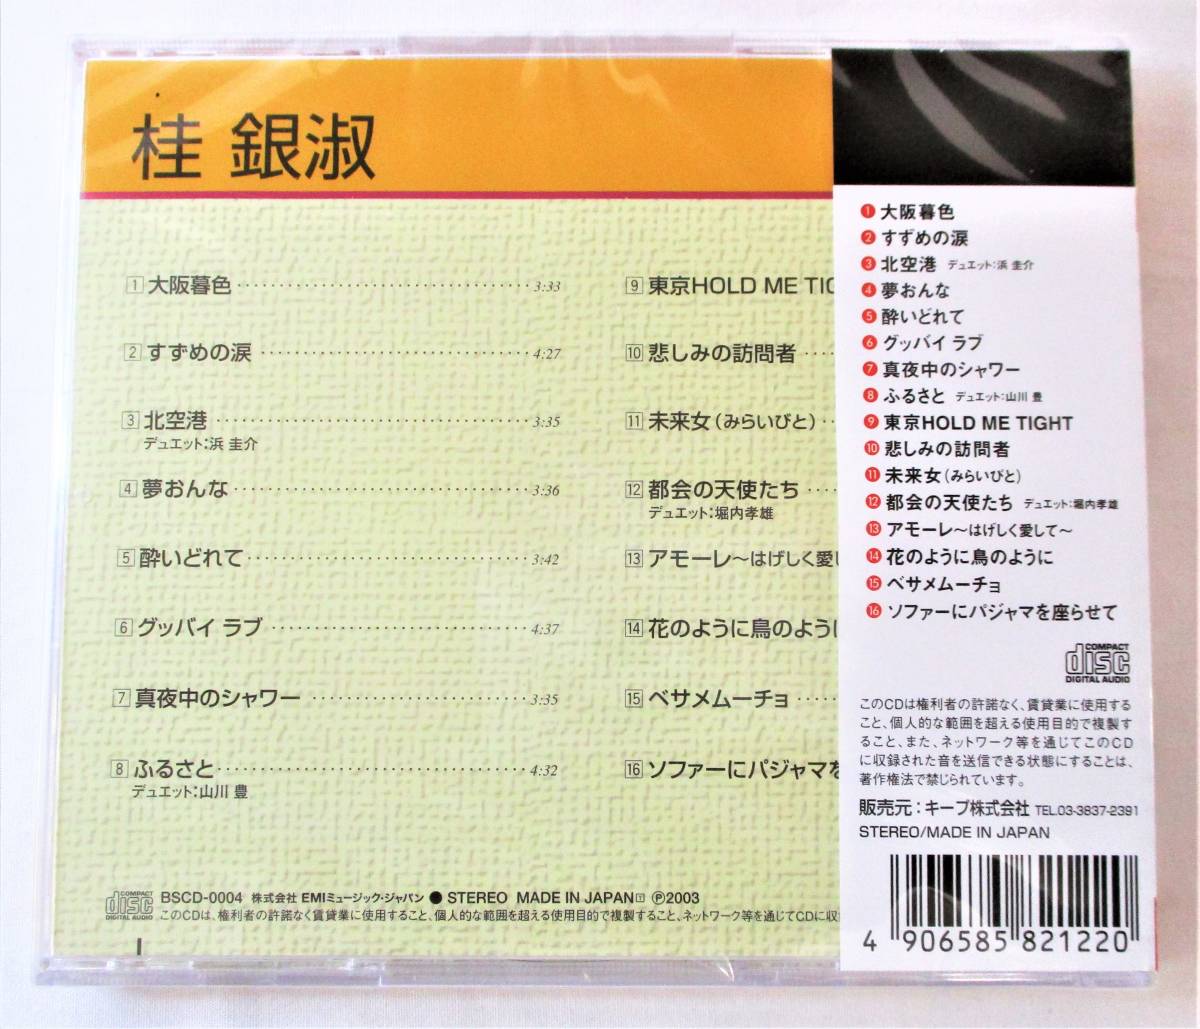 桂 銀淑
1 大阪暮色 3:33
2 すずめの涙 4:27
3 北空港 3:35
デュエット:浜 圭介
4 夢おんな 3:36
5 酔いどれて 3:42
6 グッバイ ラブ 4:37
7 真夜中のシャワー 3:35
8 ふるさと 4:32
デュエット:山川 豊
9 東京HOLD ME TIG
10 悲しみの訪問者
11 未来女(みらいびと)
12 都会の天使たち
デュエット:堀内孝雄
13 アモーレ〜はげしく愛し
14 花のように鳥のように
15 ベサメムーチョ
16 ソファーにパジャマを
COMPACT disc DIGITAL AUDIO
BSCD-0004 株式会社 EMIミュージック・ジャパン ● STEREO MADE IN JAPAN Ⓟ2003
このCDは、権利者の許諾なく賃貸業に使用すること、個人的な範囲を超える使用目的で複製すること、ネットワーク等を通じてCDに収
❶ 大阪暮色
❷ すずめの涙
❸ 北空港 デュエット:浜 圭介
❹ 夢おんな
❺ 酔いどれて
❻ グッバイ ラブ
❼ 真夜中のシャワー
❽ ふるさと デュエット:山川 豊
❾ 東京HOLD ME TIGHT
❿ 悲しみの訪問者
⓫ 未来女(みらいびと)
⓬ 都会の天使たち デュエット:堀内孝雄
⓭ アモーレ〜はげしく愛して〜
⓮ 花のように鳥のように
⓯ ベサメムーチョ
⓰ ソファーにパジャマを座らせて
COMPACT disc DIGITAL AUDIO
このCDは権利者の許諾なく、賃貸業に使用する
こと、個人的な範囲を超える使用目的で複製す
ること、また、ネットワーク等を通じてこのCD
に収録された音を送信できる状態にすることは、
著作権法で禁じられています。
販売元:キープ株式会社 TEL.03-3837-2391
STEREO/MADE IN JAPAN
4 906585 821220